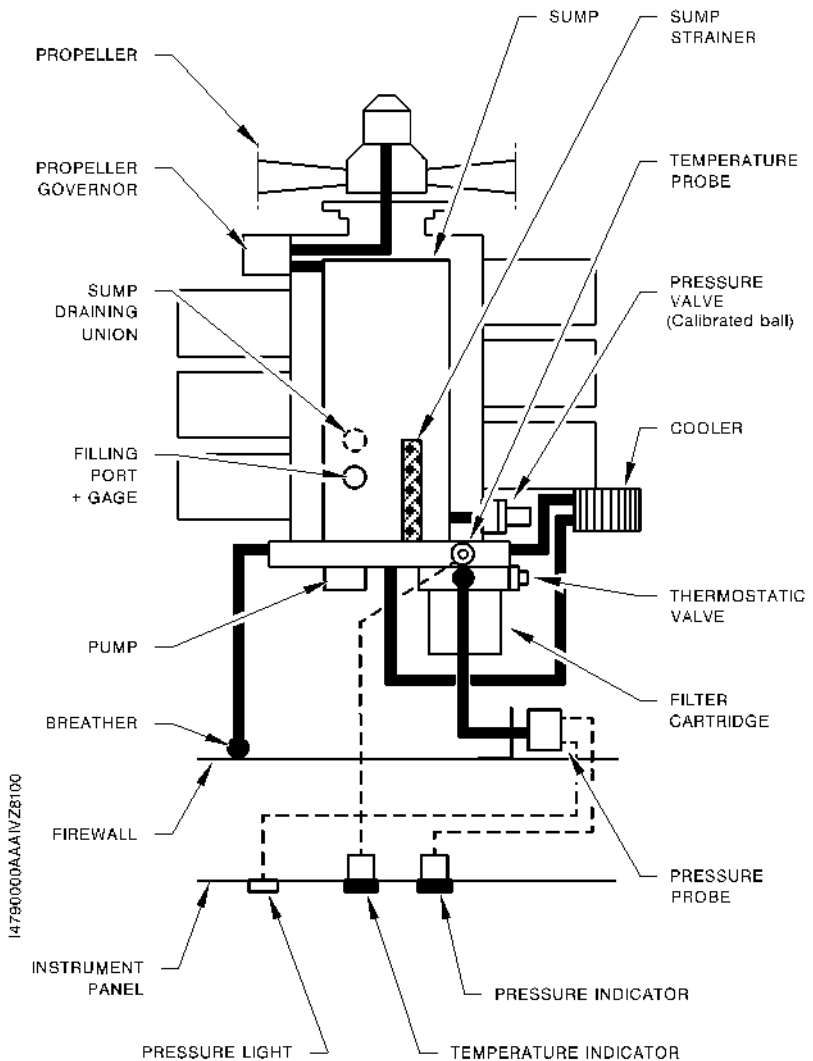 SUMP
SUMP
STRAINER
PROPELLER
PROPELLER
GOVERNOR
TEMPERATURE
PROBE
SUMP
DRAINING
UNION
PRESSURE
VALVE
(Calibrated ball)
FILLING
PORT
+ GAGE
COOLER
THERMOSTATIC
VALVE
PUMP
FILTER
CARTRIDGE
BREATHER
FIREWALL
PRESSURE
PROBE
INSTRUMENT
PANEL
PRESSURE INDICATOR
PRESSURE LIGHT
TEMPERATURE INDICATOR
I4790000AAAIVZ8100